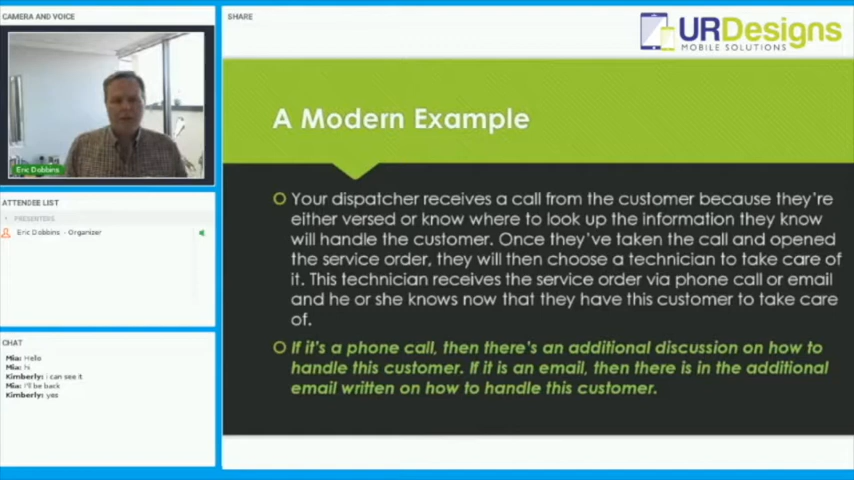 CAMERA AND VOICE
Eric Dobbins
ATTENDEE LIST
PRESENTERS
Eric Dobbins - Organizer
CHAT
Mia: Hello
Mia: hi
Kimberly: i can see it
Mia: I'll be back
Kimberly: yes
SHARE
URDesigns
MOBILE SOLUTIONS
A Modern Example
Your dispatcher receives a call from the customer because they're
either versed or know where to look up the information they know
will handle the customer. Once they've taken the call and opened
the service order, they will then choose a technician to take care of
it. This technician receives the service order via phone call or email
and he or she knows now that they have this customer to take care
of.
If it's a phone call, then there's an additional discussion on how to
handle this customer. If it is an email, then there is in the additional
email written on how to handle this customer.